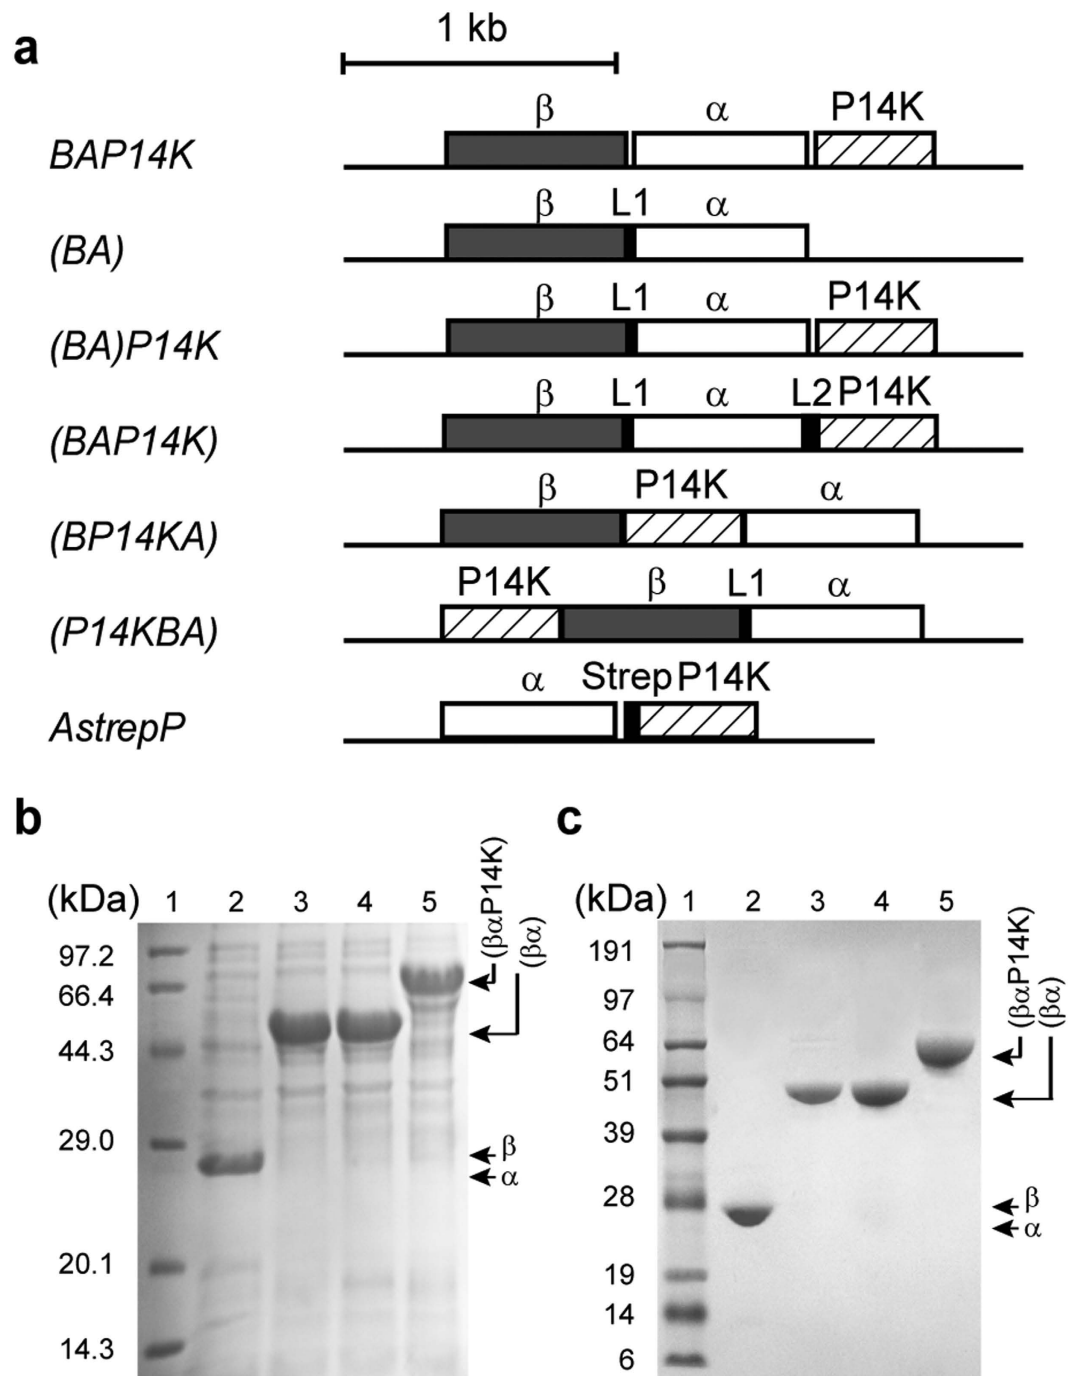 a
1 kb
BAP14K β α P14K
(BA) β L1 α
(BA)P14K β L1 α P14K
(BAP14K) β L1 α L2 P14K
(BP14KA) β P14K α
(P14KBA) P14K β L1 α
AstrepP α Strep P14K
b
(kDa) 1 2 3 4 5
97.2
66.4
44.3
29.0
20.1
14.3
(βαP14K)
(βα)
β
α
c
(kDa) 1 2 3 4 5
191
97
64
51
39
28
19
14
6
(βαP14K)
(βα)
β
α